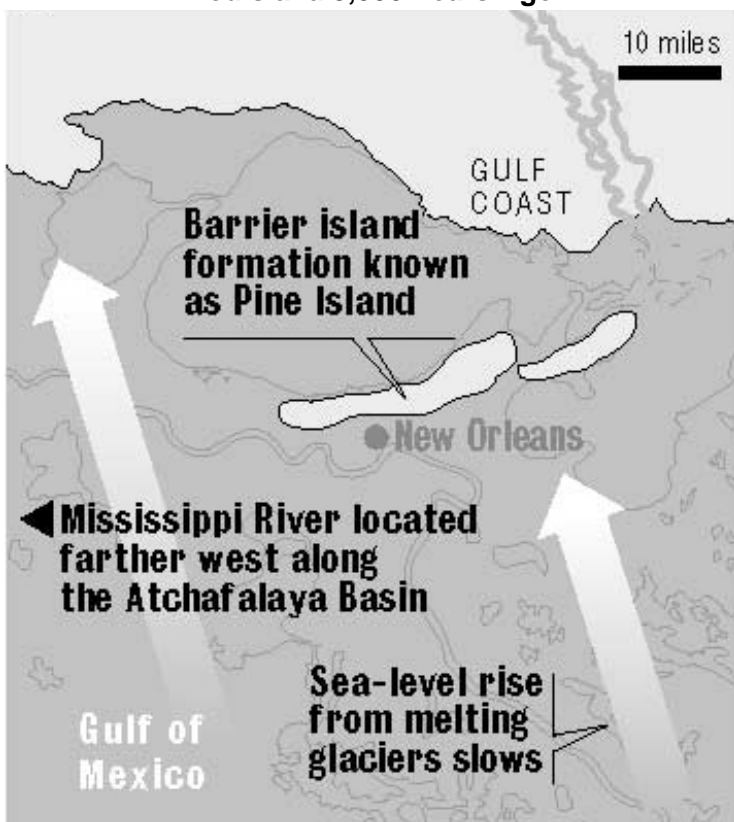 10 miles
GULF
COAST
Barrier island
formation known
as Pine Island
New Orleans
Mississippi River located
farther west along
the Atchafalaya Basin
Sea-level rise
from melting
glaciers slows
Gulf of
Mexico